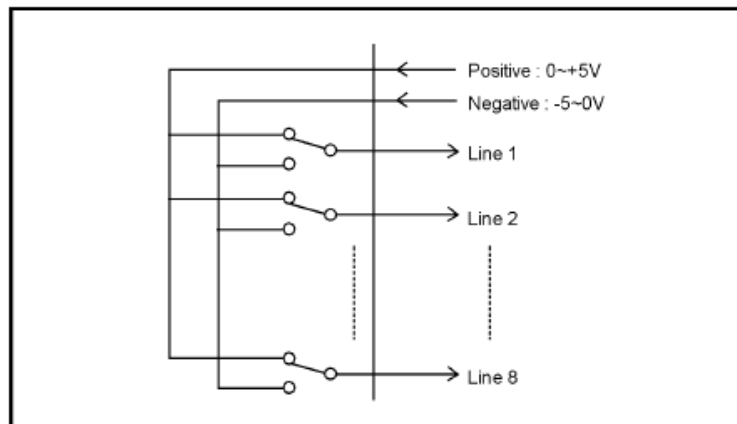 Positive : 0~+5V
Negative : -5~0V
Line 1
Line 2
Line 8